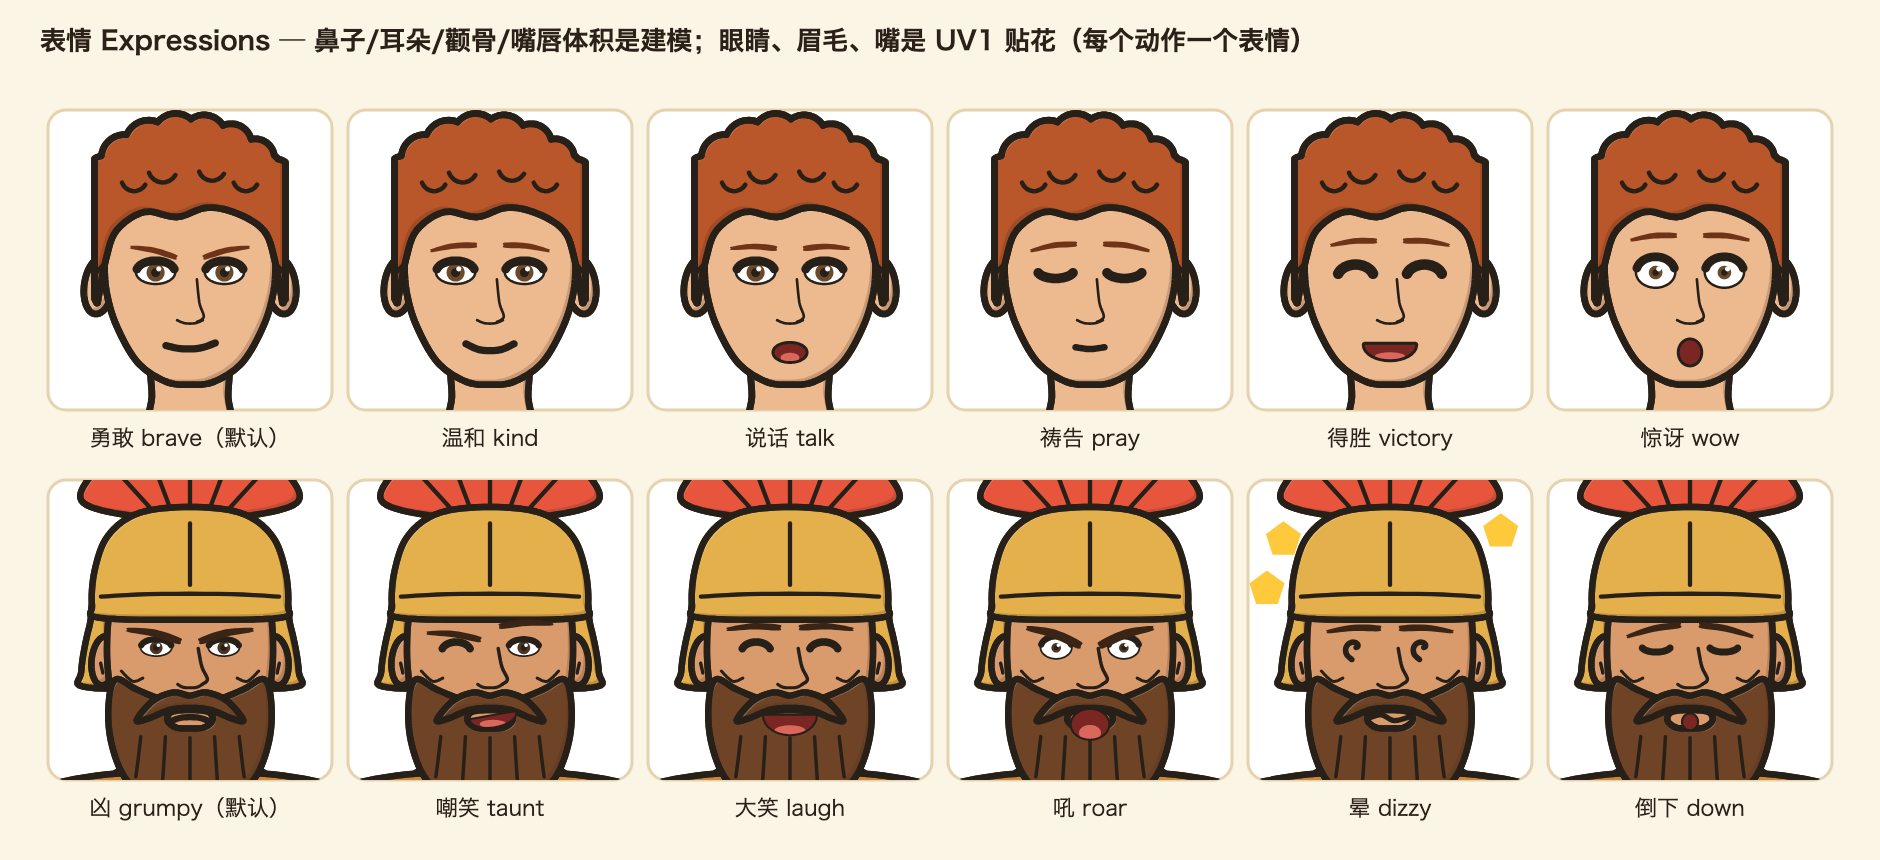 表情 Expressions — 鼻子/耳朵/颧骨/嘴唇体积是建模；眼睛、眉毛、嘴是 UV1 贴花（每个动作一个表情）
勇敢 brave（默认）
温和 kind
说话 talk
祷告 pray
得胜 victory
惊讶 wow
凶 grumpy（默认）
嘲笑 taunt
大笑 laugh
吼 roar
晕 dizzy
倒下 down